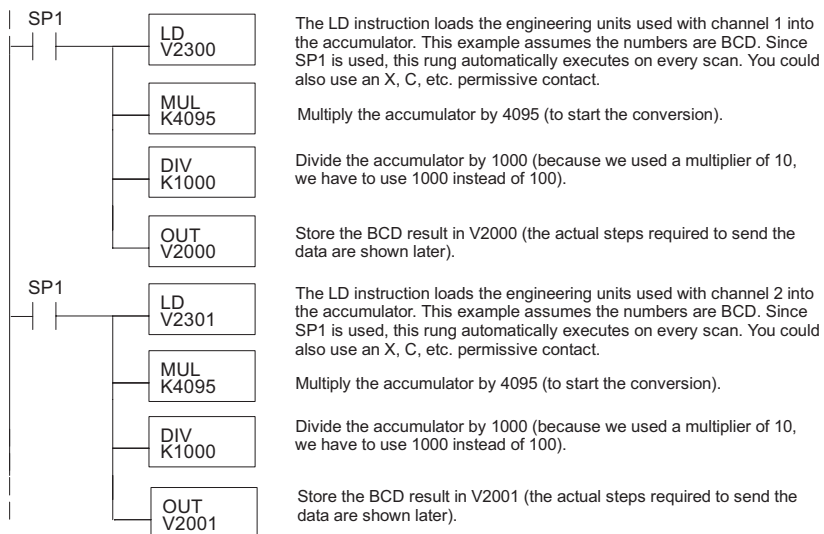 SP1
LD
V2300
The LD instruction loads the engineering units used with channel 1 into
the accumulator. This example assumes the numbers are BCD. Since
SP1 is used, this rung automatically executes on every scan. You could
also use an X, C, etc. permissive contact.
MUL
K4095
Multiply the accumulator by 4095 (to start the conversion).
DIV
K1000
Divide the accumulator by 1000 (because we used a multiplier of 10,
we have to use 1000 instead of 100).
OUT
V2000
Store the BCD result in V2000 (the actual steps required to send the
data are shown later).
SP1
LD
V2301
The LD instruction loads the engineering units used with channel 2 into
the accumulator. This example assumes the numbers are BCD. Since
SP1 is used, this rung automatically executes on every scan. You could
also use an X, C, etc. permissive contact.
MUL
K4095
Multiply the accumulator by 4095 (to start the conversion).
DIV
K1000
Divide the accumulator by 1000 (because we used a multiplier of 10,
we have to use 1000 instead of 100).
OUT
V2001
Store the BCD result in V2001 (the actual steps required to send the
data are shown later).